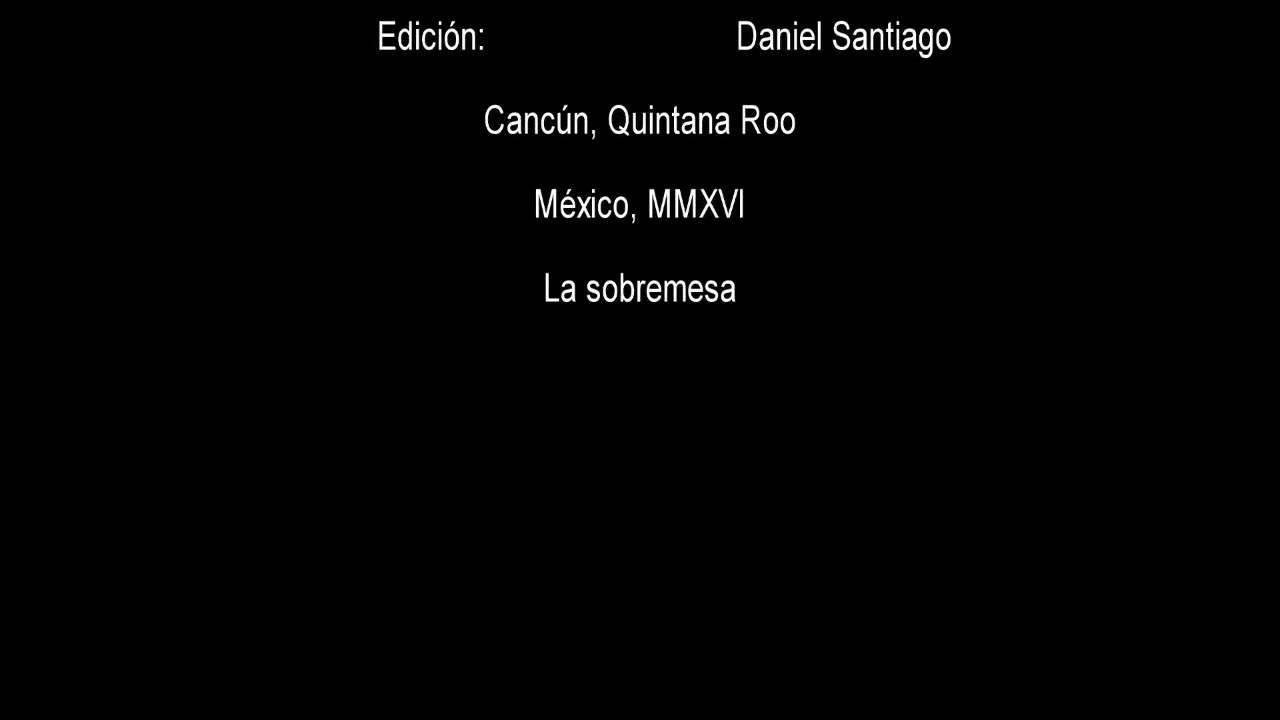 Edición: Daniel Santiago
Cancún, Quintana Roo
México, MMXVI
La sobremesa